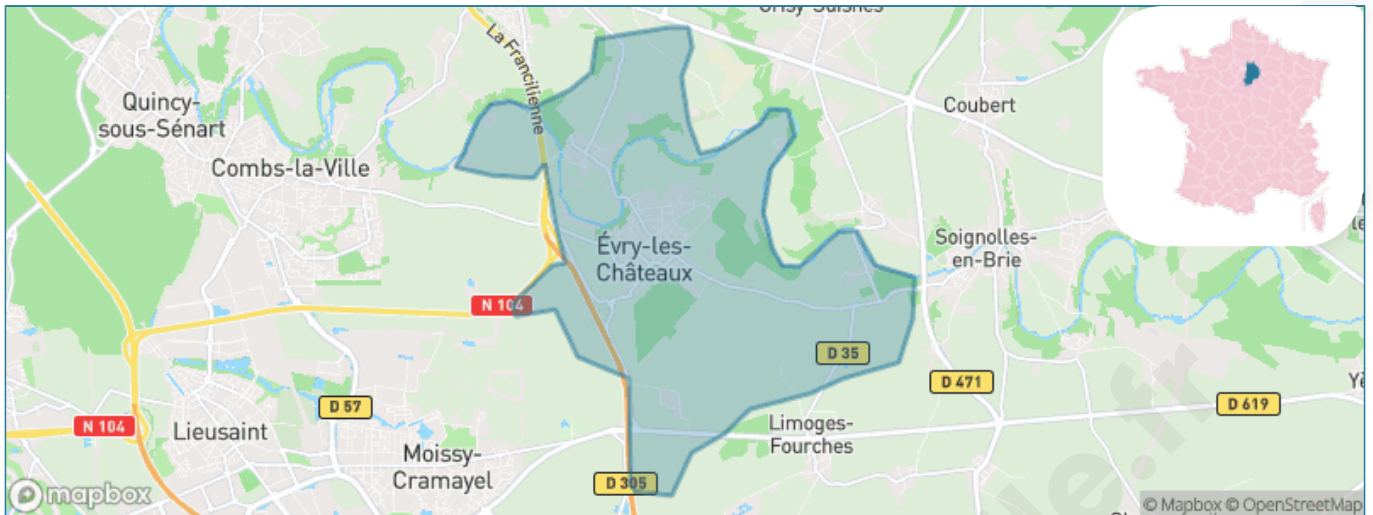 La Francilienne
Quincy-
sous-Sénart
Coubert
Combs-la-Ville
Évry-les-
Châteaux
Soignolles-
en-Brie
N 104
D 35
D 471
D 57
D 619
N 104
Lieusaint
Limoges-
Fourches
Moissy-
Cramayel
D 305
mapbox
© Mapbox © OpenStreetMap